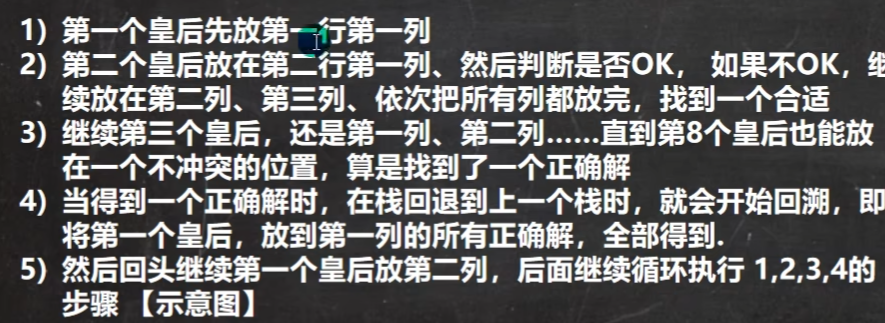 1) 第一个皇后先放第一行第一列
2) 第二个皇后放在第二行第一列、然后判断是否OK， 如果不OK，继
续放在第二列、第三列、依次把所有列都放完，找到一个合适
3) 继续第三个皇后，还是第一列、第二列……直到第8个皇后也能放
在一个不冲突的位置，算是找到了一个正确解
4) 当得到一个正确解时，在栈回退到上一个栈时，就会开始回溯，即
将第一个皇后，放到第一列的所有正确解，全部得到.
5) 然后回头继续第一个皇后放第二列，后面继续循环执行 1,2,3,4的
步骤 【示意图】